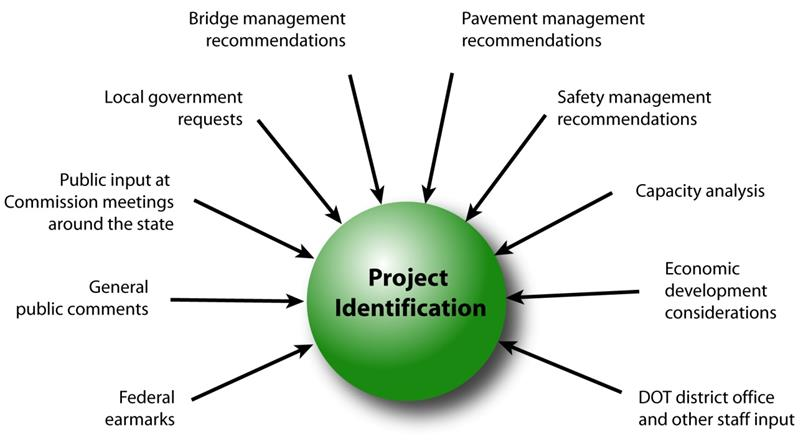 Bridge management
recommendations
Pavement management
recommendations
Local government
requests
Safety management
recommendations
Public input at
Commission meetings
around the state
Capacity analysis
General
public comments
Project
Identification
Economic
development
considerations
Federal
earmarks
DOT district office
and other staff input